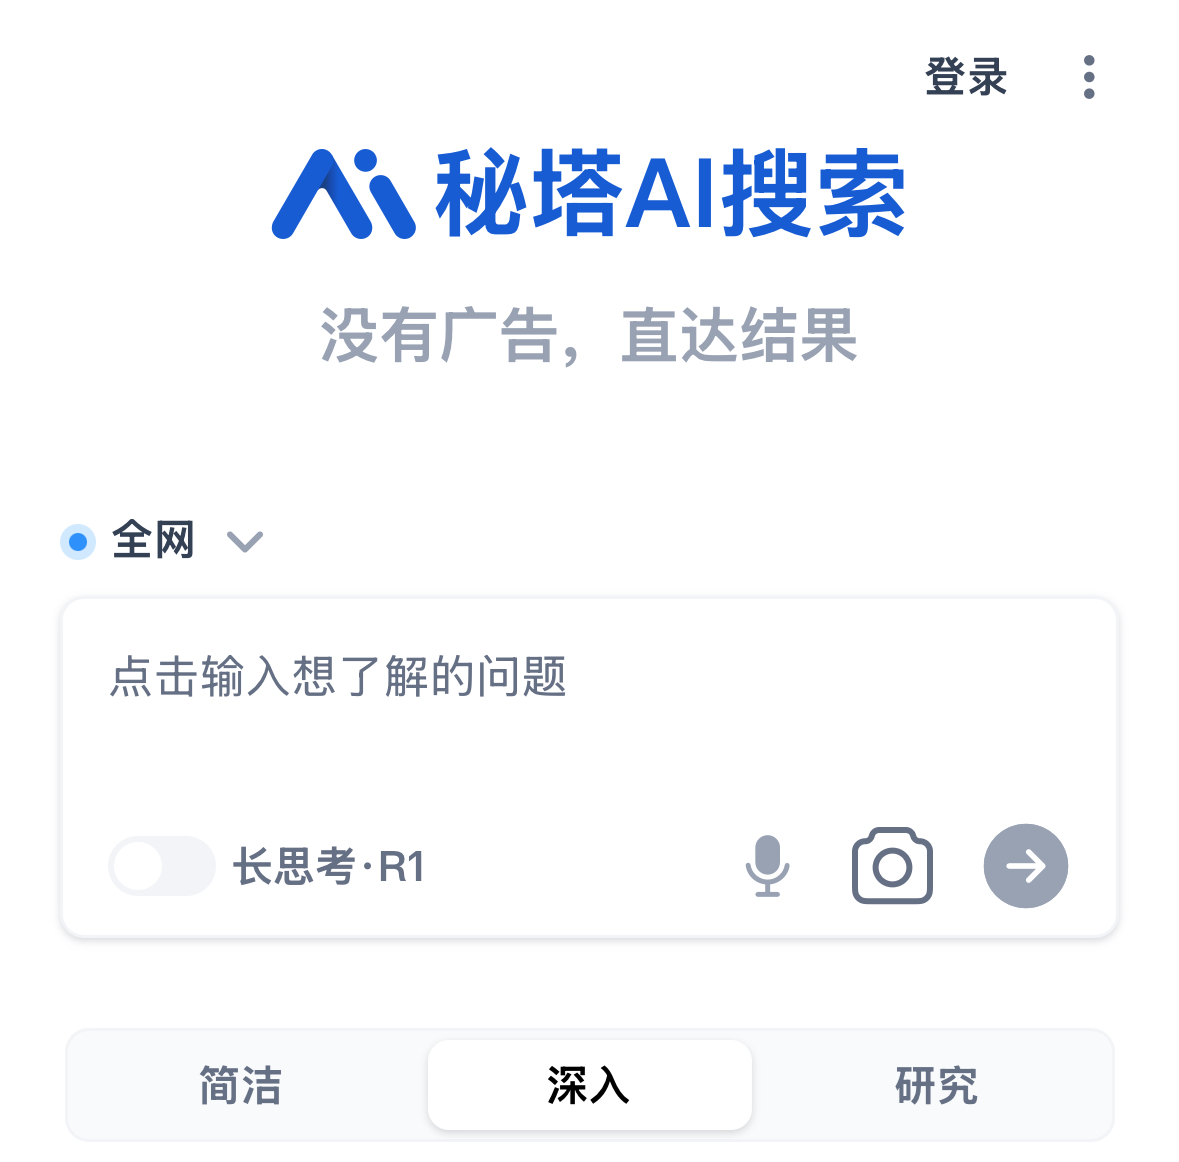 登录
秘塔AI搜索
没有广告，直达结果
全网
点击输入想了解的问题
长思考·R1
简洁 深入 研究